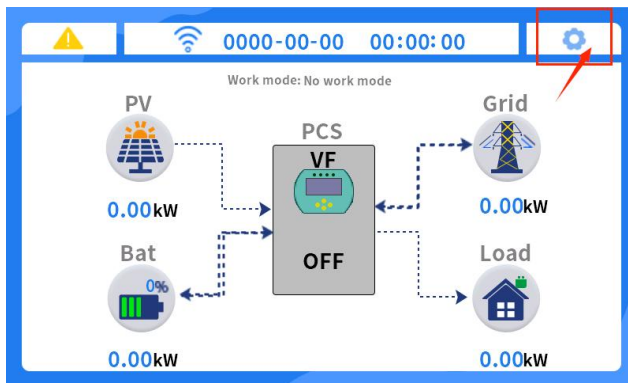 0000-00-00 00:00:00
Work mode: No work mode
PV
PCS
Grid
VF
0.00kW
0.00kW
Bat
OFF
Load
0%
0.00kW
0.00kW